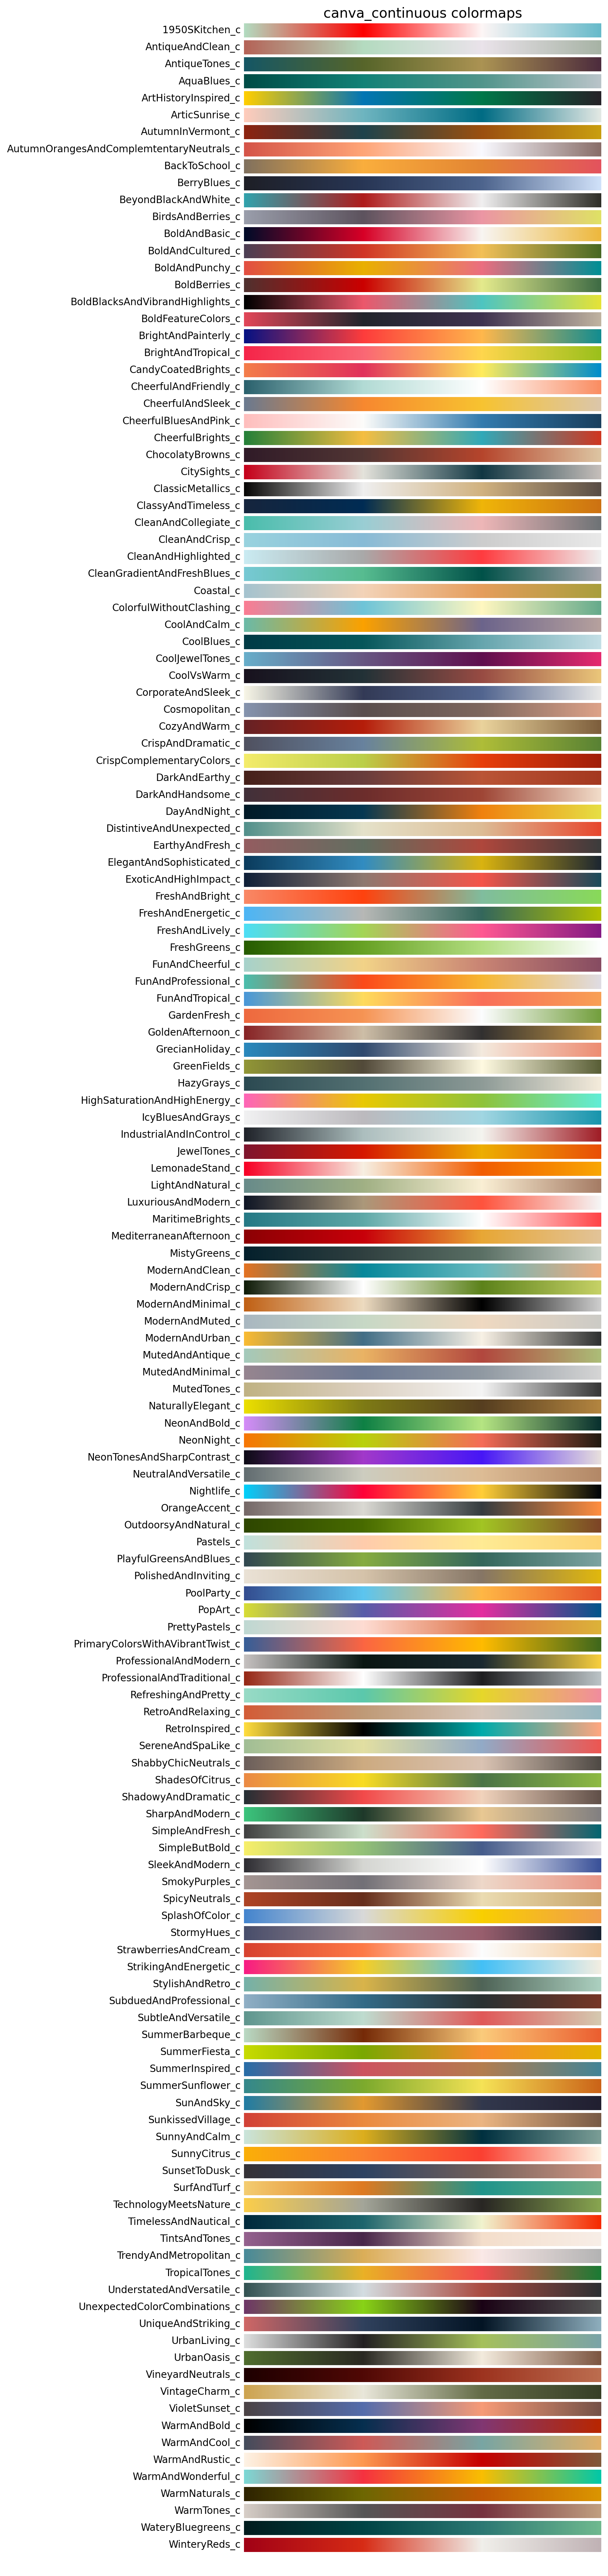 canva_continuous colormaps
1950SKitchen_c
AntiqueAndClean_c
AntiqueTones_c
AquaBlues_c
ArtHistoryInspired_c
ArticSunrise_c
AutumnInVermont_c
AutumnOrangesAndComplemtentaryNeutrals_c
BackToSchool_c
BerryBlues_c
BeyondBlackAndWhite_c
BirdsAndBerries_c
BoldAndBasic_c
BoldAndCultured_c
BoldAndPunchy_c
BoldBerries_c
BoldBlacksAndVibrandHighlights_c
BoldFeatureColors_c
BrightAndPainterly_c
BrightAndTropical_c
CandyCoatedBrights_c
CheerfulAndFriendly_c
CheerfulAndSleek_c
CheerfulBluesAndPink_c
CheerfulBrights_c
ChocolatyBrowns_c
CitySights_c
ClassicMetallics_c
ClassyAndTimeless_c
CleanAndCollegiate_c
CleanAndCrisp_c
CleanAndHighlighted_c
CleanGradientAndFreshBlues_c
Coastal_c
ColorfulWithoutClashing_c
CoolAndCalm_c
CoolBlues_c
CoolJewelTones_c
CoolVsWarm_c
CorporateAndSleek_c
Cosmopolitan_c
CozyAndWarm_c
CrispAndDramatic_c
CrispComplementaryColors_c
DarkAndEarthy_c
DarkAndHandsome_c
DayAndNight_c
DistintiveAndUnexpected_c
EarthyAndFresh_c
ElegantAndSophisticated_c
ExoticAndHighImpact_c
FreshAndBright_c
FreshAndEnergetic_c
FreshAndLively_c
FreshGreens_c
FunAndCheerful_c
FunAndProfessional_c
FunAndTropical_c
GardenFresh_c
GoldenAfternoon_c
GrecianHoliday_c
GreenFields_c
HazyGrays_c
HighSaturationAndHighEnergy_c
IcyBluesAndGrays_c
IndustrialAndInControl_c
JewelTones_c
LemonadeStand_c
LightAndNatural_c
LuxuriousAndModern_c
MaritimeBrights_c
MediterraneanAfternoon_c
MistyGreens_c
ModernAndClean_c
ModernAndCrisp_c
ModernAndMinimal_c
ModernAndMuted_c
ModernAndUrban_c
MutedAndAntique_c
MutedAndMinimal_c
MutedTones_c
NaturallyElegant_c
NeonAndBold_c
NeonNight_c
NeonTonesAndSharpContrast_c
NeutralAndVersatile_c
Nightlife_c
OrangeAccent_c
OutdoorsyAndNatural_c
Pastels_c
PlayfulGreensAndBlues_c
PolishedAndInviting_c
PoolParty_c
PopArt_c
PrettyPastels_c
PrimaryColorsWithAVibrantTwist_c
ProfessionalAndModern_c
ProfessionalAndTraditional_c
RefreshingAndPretty_c
RetroAndRelaxing_c
RetroInspired_c
SereneAndSpaLike_c
ShabbyChicNeutrals_c
ShadesOfCitrus_c
ShadowyAndDramatic_c
SharpAndModern_c
SimpleAndFresh_c
SimpleButBold_c
SleekAndModern_c
SmokyPurples_c
SpicyNeutrals_c
SplashOfColor_c
StormyHues_c
StrawberriesAndCream_c
StrikingAndEnergetic_c
StylishAndRetro_c
SubduedAndProfessional_c
SubtleAndVersatile_c
SummerBarbeque_c
SummerFiesta_c
SummerInspired_c
SummerSunflower_c
SunAndSky_c
SunkissedVillage_c
SunnyAndCalm_c
SunnyCitrus_c
SunsetToDusk_c
SurfAndTurf_c
TechnologyMeetsNature_c
TimelessAndNautical_c
TintsAndTones_c
TrendyAndMetropolitan_c
TropicalTones_c
UnderstatedAndVersatile_c
UnexpectedColorCombinations_c
UniqueAndStriking_c
UrbanLiving_c
UrbanOasis_c
VineyardNeutrals_c
VintageCharm_c
VioletSunset_c
WarmAndBold_c
WarmAndCool_c
WarmAndRustic_c
WarmAndWonderful_c
WarmNaturals_c
WarmTones_c
WateryBluegreens_c
WinteryReds_c